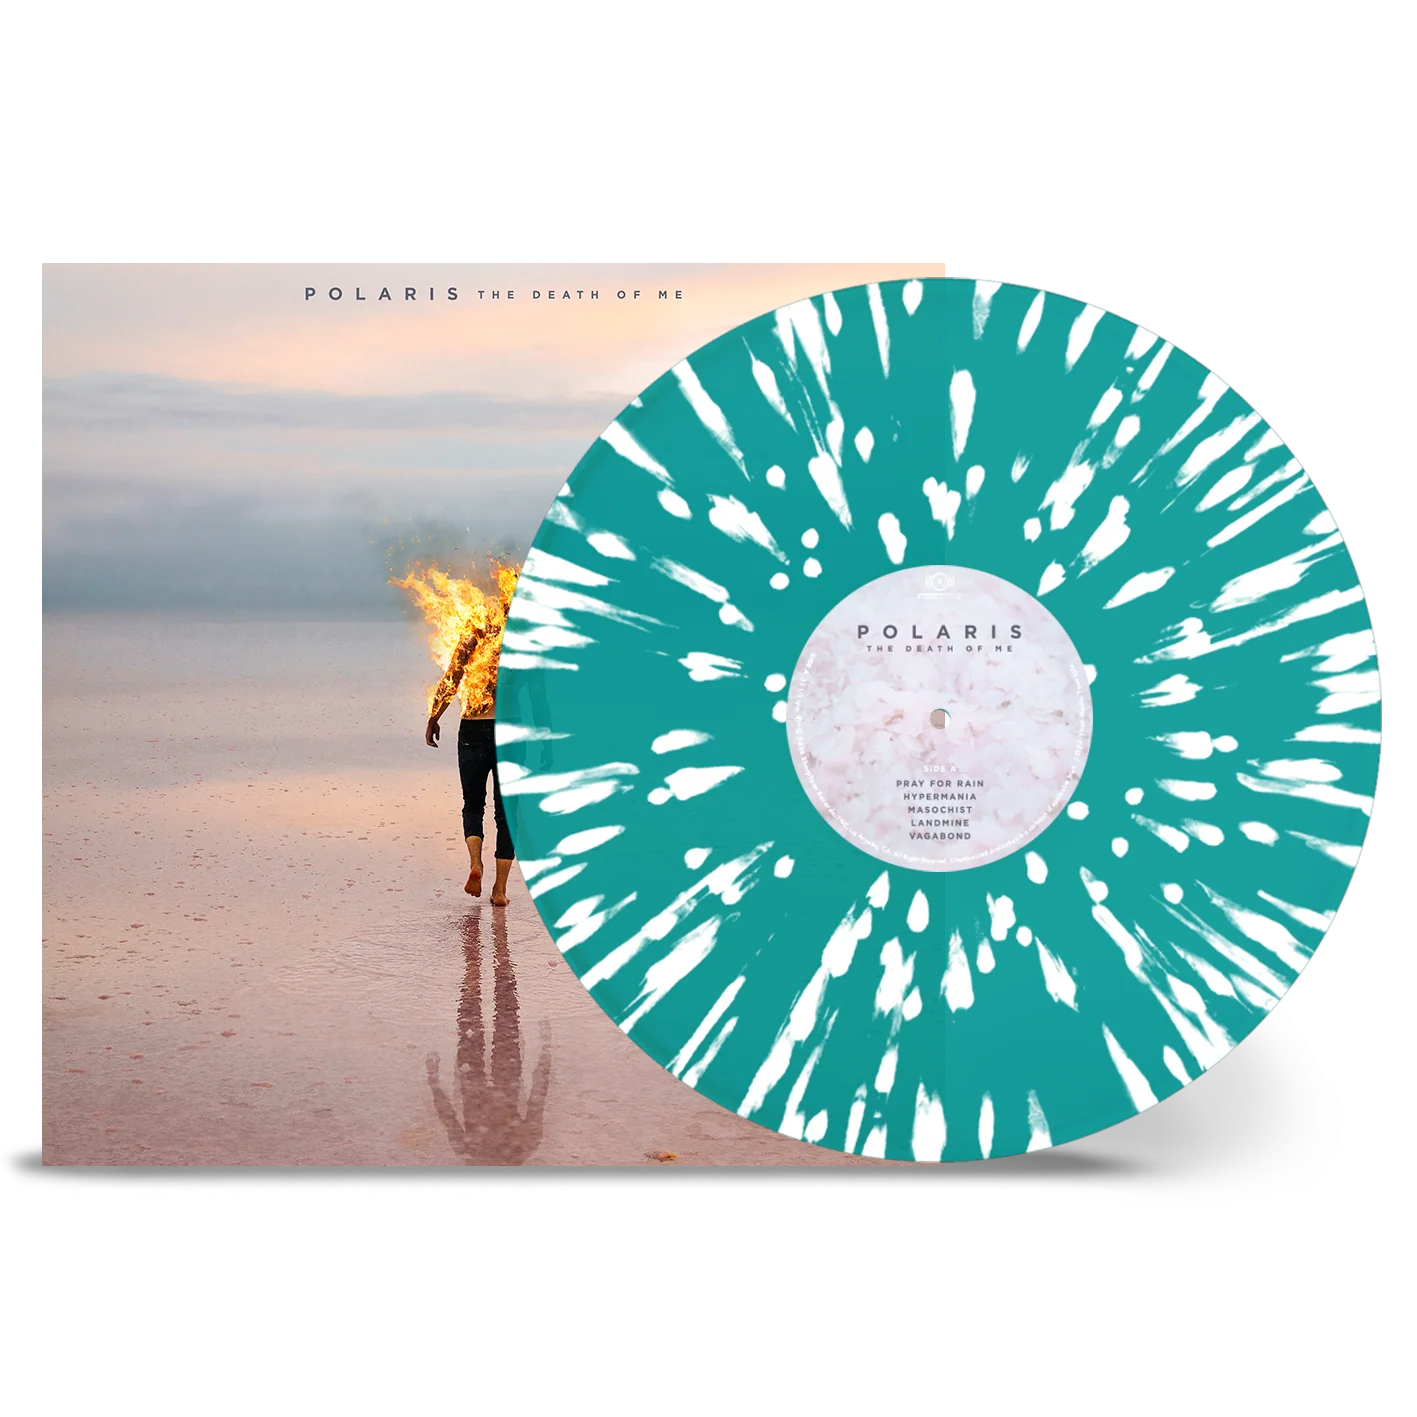 POLARIS THE DEATH OF ME
POLARIS
THE DEATH OF ME
SIDE A
PRAY FOR RAIN
HYPERMANIA
MASOCHIST
LANDMINE
VAGABOND